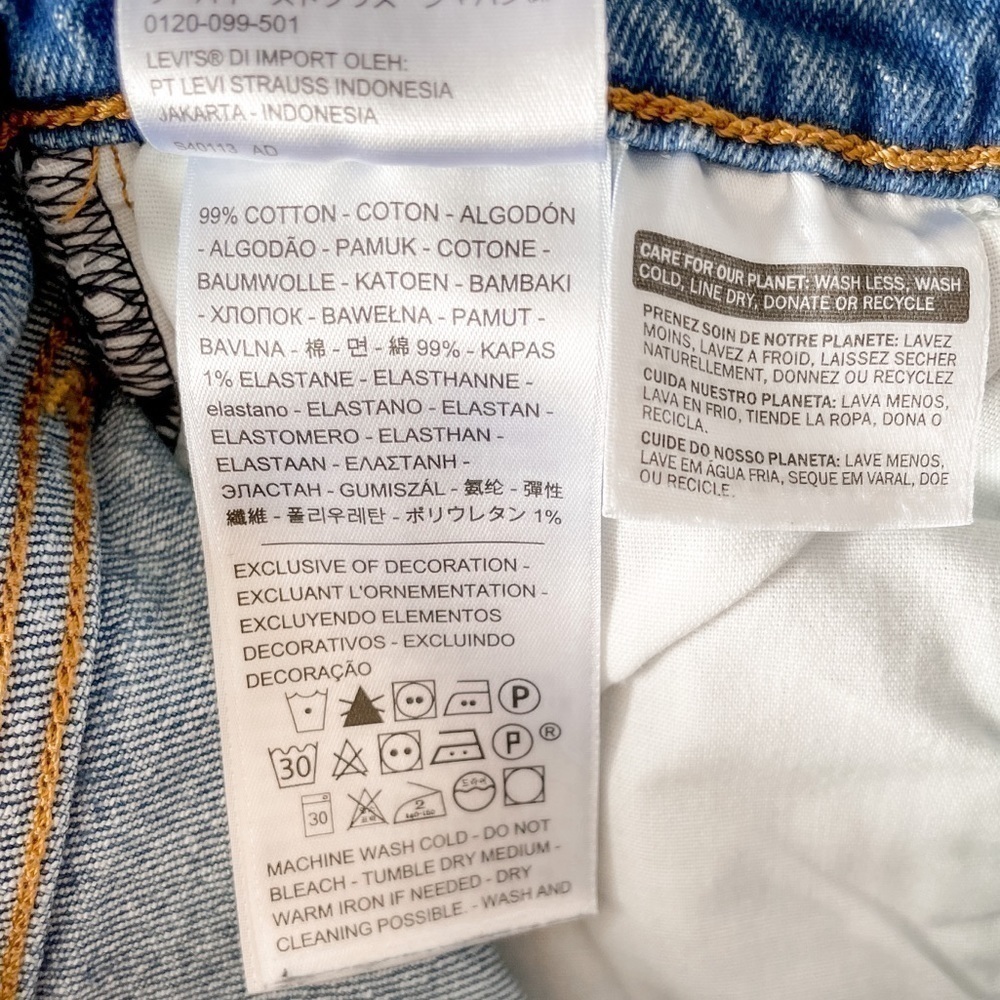 0120-099-501
LEVI'S® DI IMPORT OLEH:
PT LEVI STRAUSS INDONESIA
JAKARTA - INDONESIA
S40113 AD
99% COTTON - COTON - ALGODÓN
- ALGODÃO - PAMUK - COTONE -
BAUMWOLLE - KATOEN - BAMBAKI
- ХЛОПОК - BAWEŁNA - PAMUT -
BAVLNA - 棉 - 면 - 綿 99% - KAPAS
1% ELASTANE - ELASTHANNE -
elastano - ELASTANO - ELASTAN -
ELASTOMERO - ELASTHAN -
ELASTAAN - ΕΛΑΣΤΑΝΗ -
ЭЛАСТАН - GUMISZÁL - 氨纶 - 彈性
纖維 - 폴리우레탄 - ポリウレタン 1%
EXCLUSIVE OF DECORATION -
EXCLUANT L'ORNEMENTATION -
EXCLUYENDO ELEMENTOS
DECORATIVOS - EXCLUINDO
DECORAÇÃO
P
30 P ®
30 2
MACHINE WASH COLD - DO NOT
BLEACH - TUMBLE DRY MEDIUM -
WARM IRON IF NEEDED - DRY
CLEANING POSSIBLE. - WASH AND
CARE FOR OUR PLANET: WASH LESS, WASH
COLD, LINE DRY, DONATE OR RECYCLE
PRENEZ SOIN DE NOTRE PLANETE: LAVEZ
MOINS, LAVEZ A FROID, LAISSEZ SECHER
NATURELLEMENT, DONNEZ OU RECYCLEZ
CUIDA NUESTRO PLANETA: LAVA MENOS,
LAVA EN FRIO, TIENDE LA ROPA, DONA O
RECICLA.
CUIDE DO NOSSO PLANETA: LAVE MENOS,
LAVE EM ÁGUA FRIA, SEQUE EM VARAL, DOE
OU RECICLE.